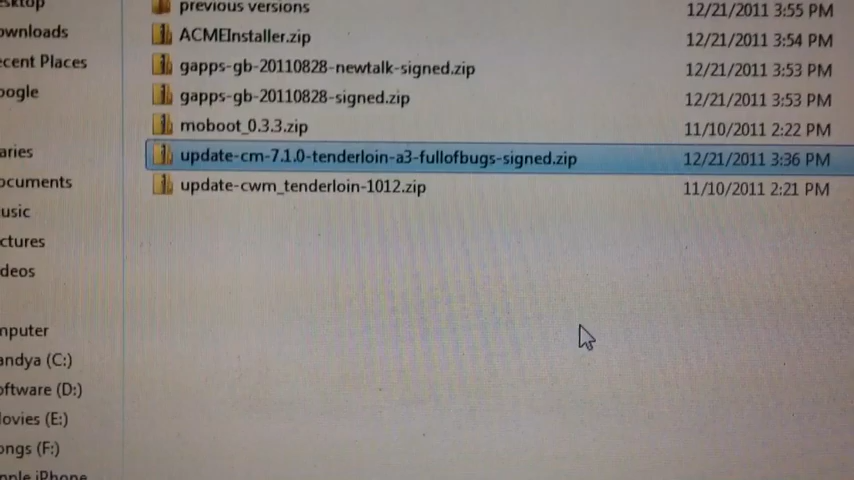 previous versions 12/21/2011 3:55 PM
ACMEInstaller.zip 12/21/2011 3:54 PM
gapps-gb-20110828-newtalk-signed.zip 12/21/2011 3:53 PM
gapps-gb-20110828-signed.zip 12/21/2011 3:53 PM
moboot_0.3.3.zip 11/10/2011 2:22 PM
update-cm-7.1.0-tenderloin-a3-fullofbugs-signed.zip 12/21/2011 3:36 PM
update-cwm_tenderloin-1012.zip 11/10/2011 2:21 PM
sktop
ownloads
ecent Places
oogle
aries
ocuments
usic
ctures
deos
mputer
andya (C:)
oftware (D:)
lovies (E:)
ongs (F:)
pple iPhone